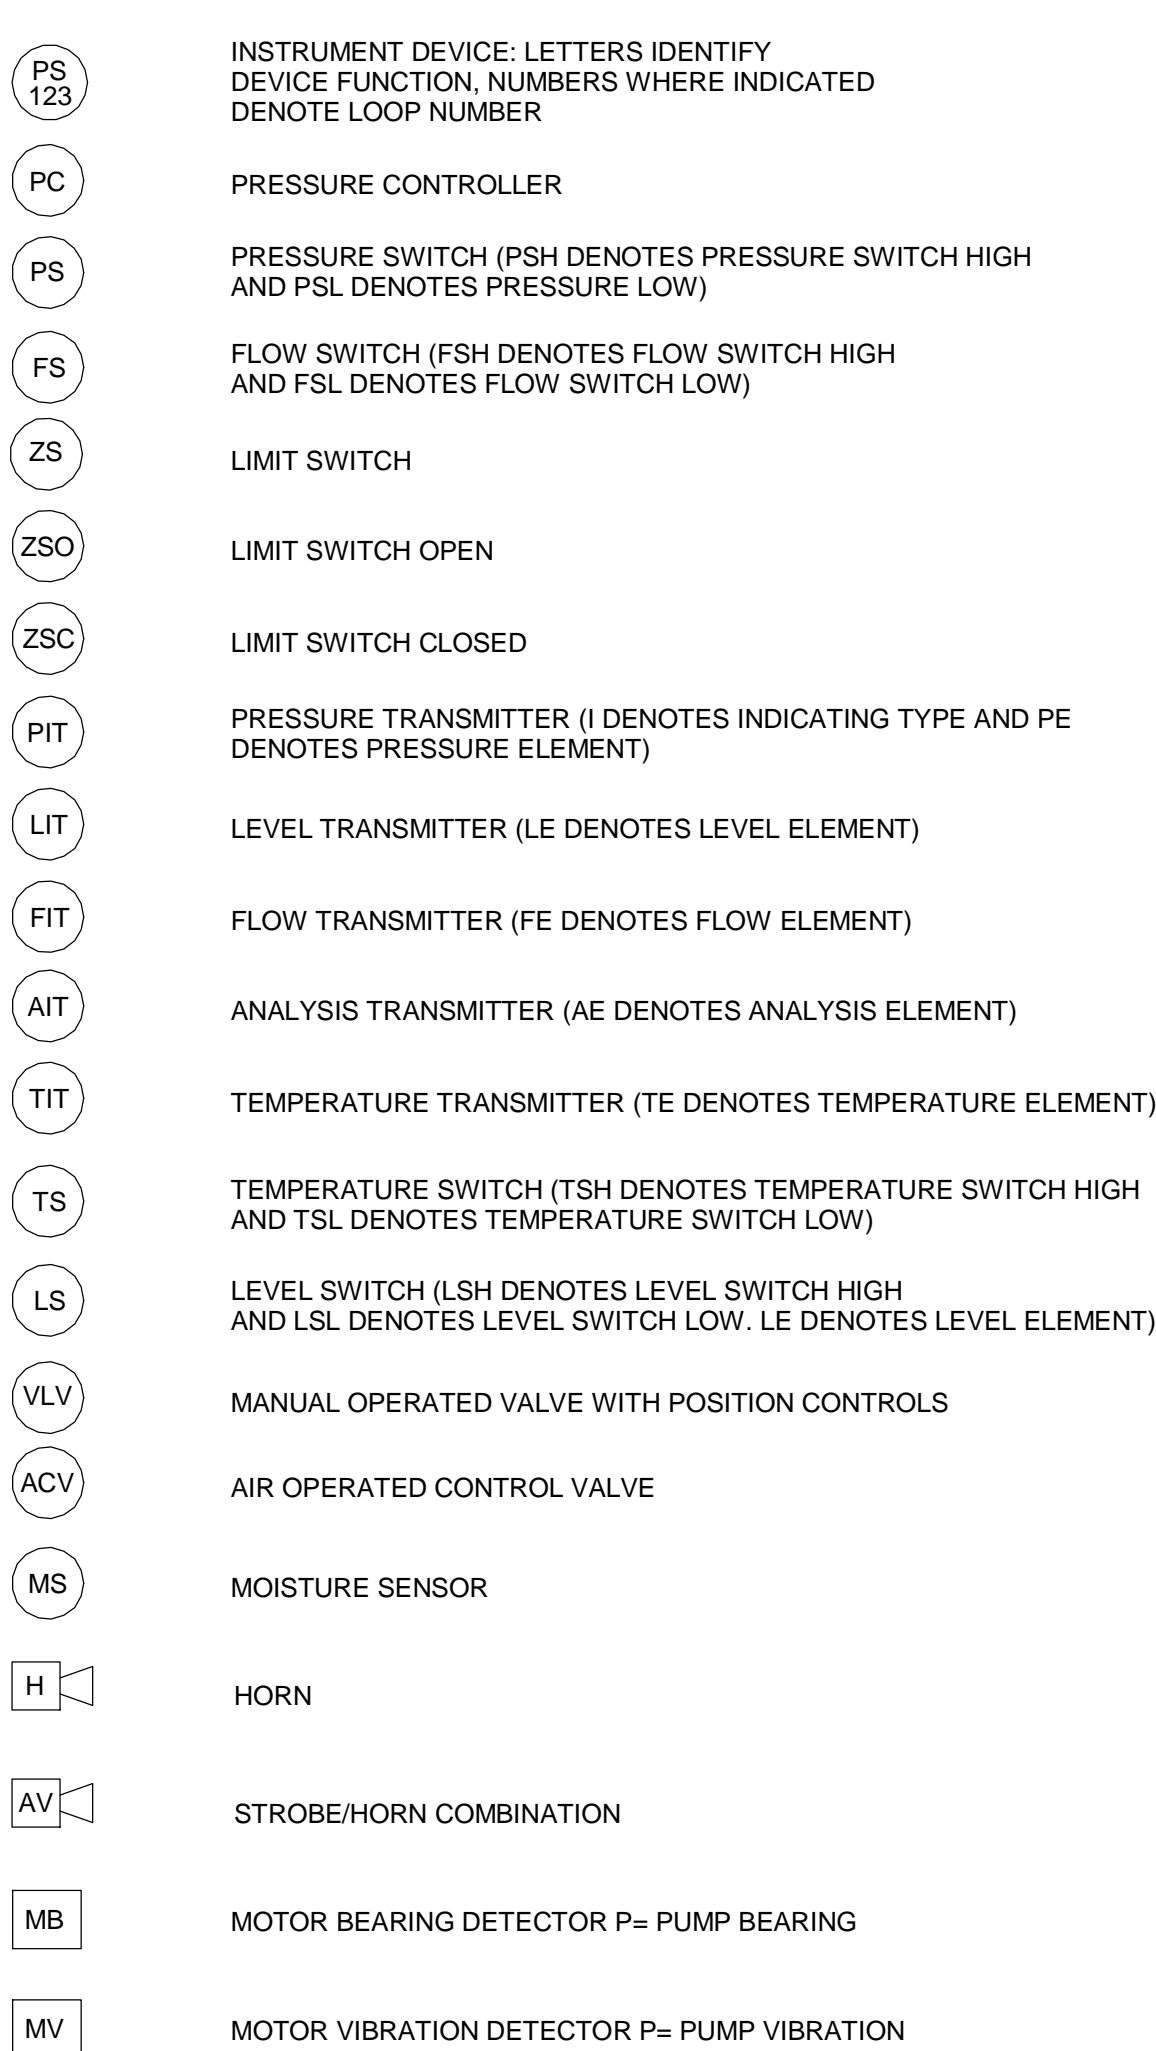 PS
123
INSTRUMENT DEVICE: LETTERS IDENTIFY
DEVICE FUNCTION, NUMBERS WHERE INDICATED
DENOTE LOOP NUMBER
PC
PRESSURE CONTROLLER
PS
PRESSURE SWITCH (PSH DENOTES PRESSURE SWITCH HIGH
AND PSL DENOTES PRESSURE LOW)
FS
FLOW SWITCH (FSH DENOTES FLOW SWITCH HIGH
AND FSL DENOTES FLOW SWITCH LOW)
ZS
LIMIT SWITCH
ZSO
LIMIT SWITCH OPEN
ZSC
LIMIT SWITCH CLOSED
PIT
PRESSURE TRANSMITTER (I DENOTES INDICATING TYPE AND PE
DENOTES PRESSURE ELEMENT)
LIT
LEVEL TRANSMITTER (LE DENOTES LEVEL ELEMENT)
FIT
FLOW TRANSMITTER (FE DENOTES FLOW ELEMENT)
AIT
ANALYSIS TRANSMITTER (AE DENOTES ANALYSIS ELEMENT)
TIT
TEMPERATURE TRANSMITTER (TE DENOTES TEMPERATURE ELEMENT)
TS
TEMPERATURE SWITCH (TSH DENOTES TEMPERATURE SWITCH HIGH
AND TSL DENOTES TEMPERATURE SWITCH LOW)
LS
LEVEL SWITCH (LSH DENOTES LEVEL SWITCH HIGH
AND LSL DENOTES LEVEL SWITCH LOW. LE DENOTES LEVEL ELEMENT)
VLV
MANUAL OPERATED VALVE WITH POSITION CONTROLS
ACV
AIR OPERATED CONTROL VALVE
MS
MOISTURE SENSOR
H
HORN
AV
STROBE/HORN COMBINATION
MB
MOTOR BEARING DETECTOR P= PUMP BEARING
MV
MOTOR VIBRATION DETECTOR P= PUMP VIBRATION